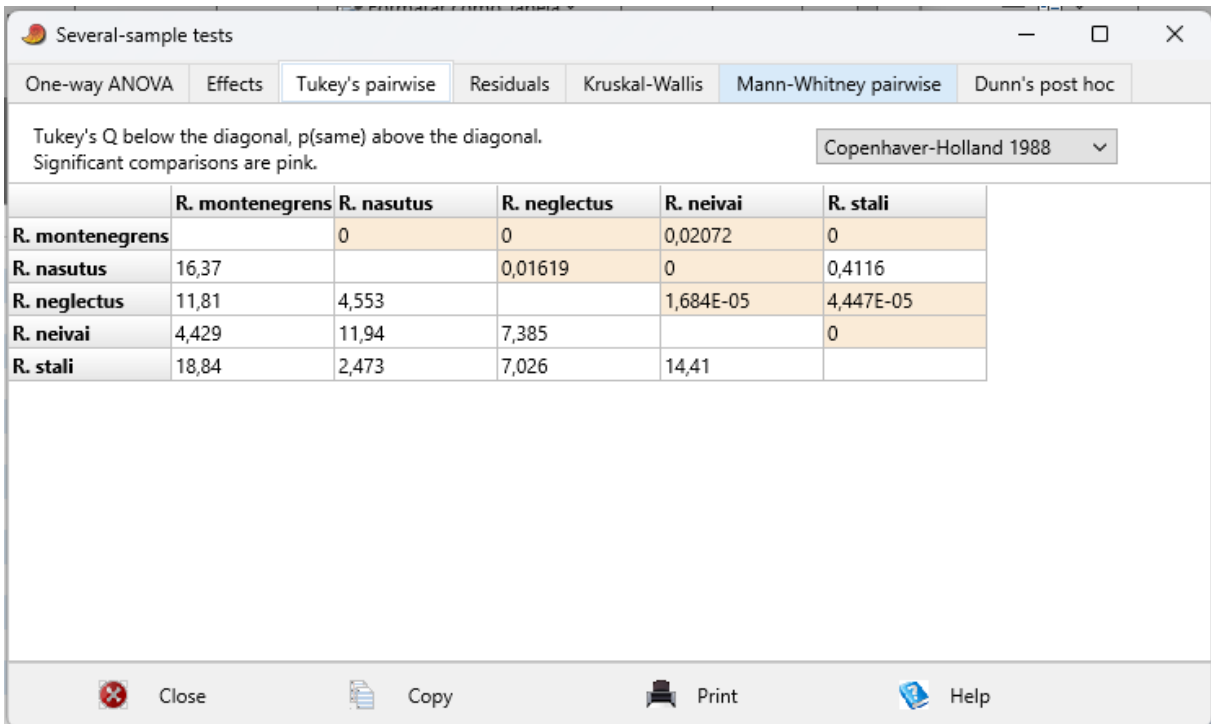 Formatar como Tabela
Several-sample tests
One-way ANOVA Effects Tukey's pairwise Residuals Kruskal-Wallis Mann-Whitney pairwise Dunn's post hoc
Tukey's Q below the diagonal, p(same) above the diagonal.
Significant comparisons are pink.
Copenhaver-Holland 1988
R. montenegrens R. nasutus R. neglectus R. neivai R. stali
R. montenegrens 0 0 0,02072 0
R. nasutus 16,37 0,01619 0 0,4116
R. neglectus 11,81 4,553 1,684E-05 4,447E-05
R. neivai 4,429 11,94 7,385 0
R. stali 18,84 2,473 7,026 14,41
Close Copy Print Help